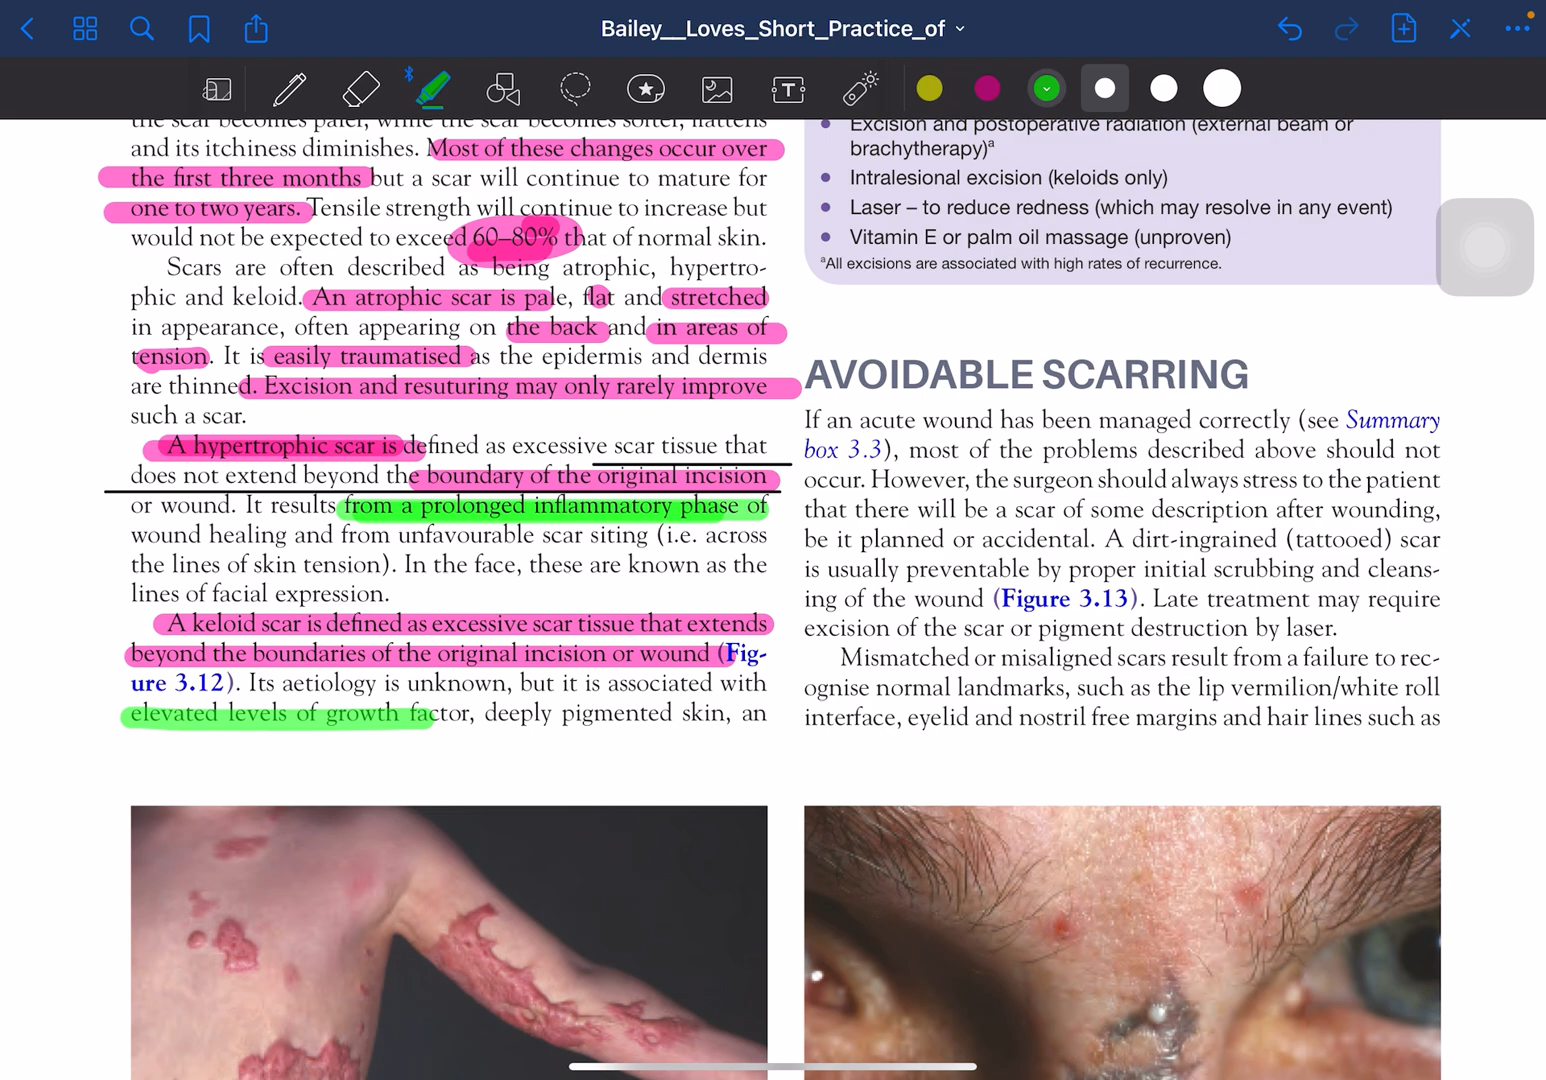 Bailey__Loves_Short_Practice_of
the scar becomes paler, while the scar becomes softer, flattens
and its itchiness diminishes. Most of these changes occur over
the first three months but a scar will continue to mature for
one to two years. Tensile strength will continue to increase but
would not be expected to exceed 60–80% that of normal skin.
Scars are often described as being atrophic, hypertro-
phic and keloid. An atrophic scar is pale, flat and stretched
in appearance, often appearing on the back and in areas of
tension. It is easily traumatised as the epidermis and dermis
are thinned. Excision and resuturing may only rarely improve
such a scar.
A hypertrophic scar is defined as excessive scar tissue that
does not extend beyond the boundary of the original incision
or wound. It results from a prolonged inflammatory phase of
wound healing and from unfavourable scar siting (i.e. across
the lines of skin tension). In the face, these are known as the
lines of facial expression.
A keloid scar is defined as excessive scar tissue that extends
beyond the boundaries of the original incision or wound (Fig-
ure 3.12). Its aetiology is unknown, but it is associated with
elevated levels of growth factor, deeply pigmented skin, an
Excision and postoperative radiation (external beam or
brachytherapy)ᵃ
• Intralesional excision (keloids only)
• Laser – to reduce redness (which may resolve in any event)
• Vitamin E or palm oil massage (unproven)
ᵃAll excisions are associated with high rates of recurrence.
AVOIDABLE SCARRING
If an acute wound has been managed correctly (see Summary
box 3.3), most of the problems described above should not
occur. However, the surgeon should always stress to the patient
that there will be a scar of some description after wounding,
be it planned or accidental. A dirt-ingrained (tattooed) scar
is usually preventable by proper initial scrubbing and cleans-
ing of the wound (Figure 3.13). Late treatment may require
excision of the scar or pigment destruction by laser.
Mismatched or misaligned scars result from a failure to rec-
ognise normal landmarks, such as the lip vermilion/white roll
interface, eyelid and nostril free margins and hair lines such as